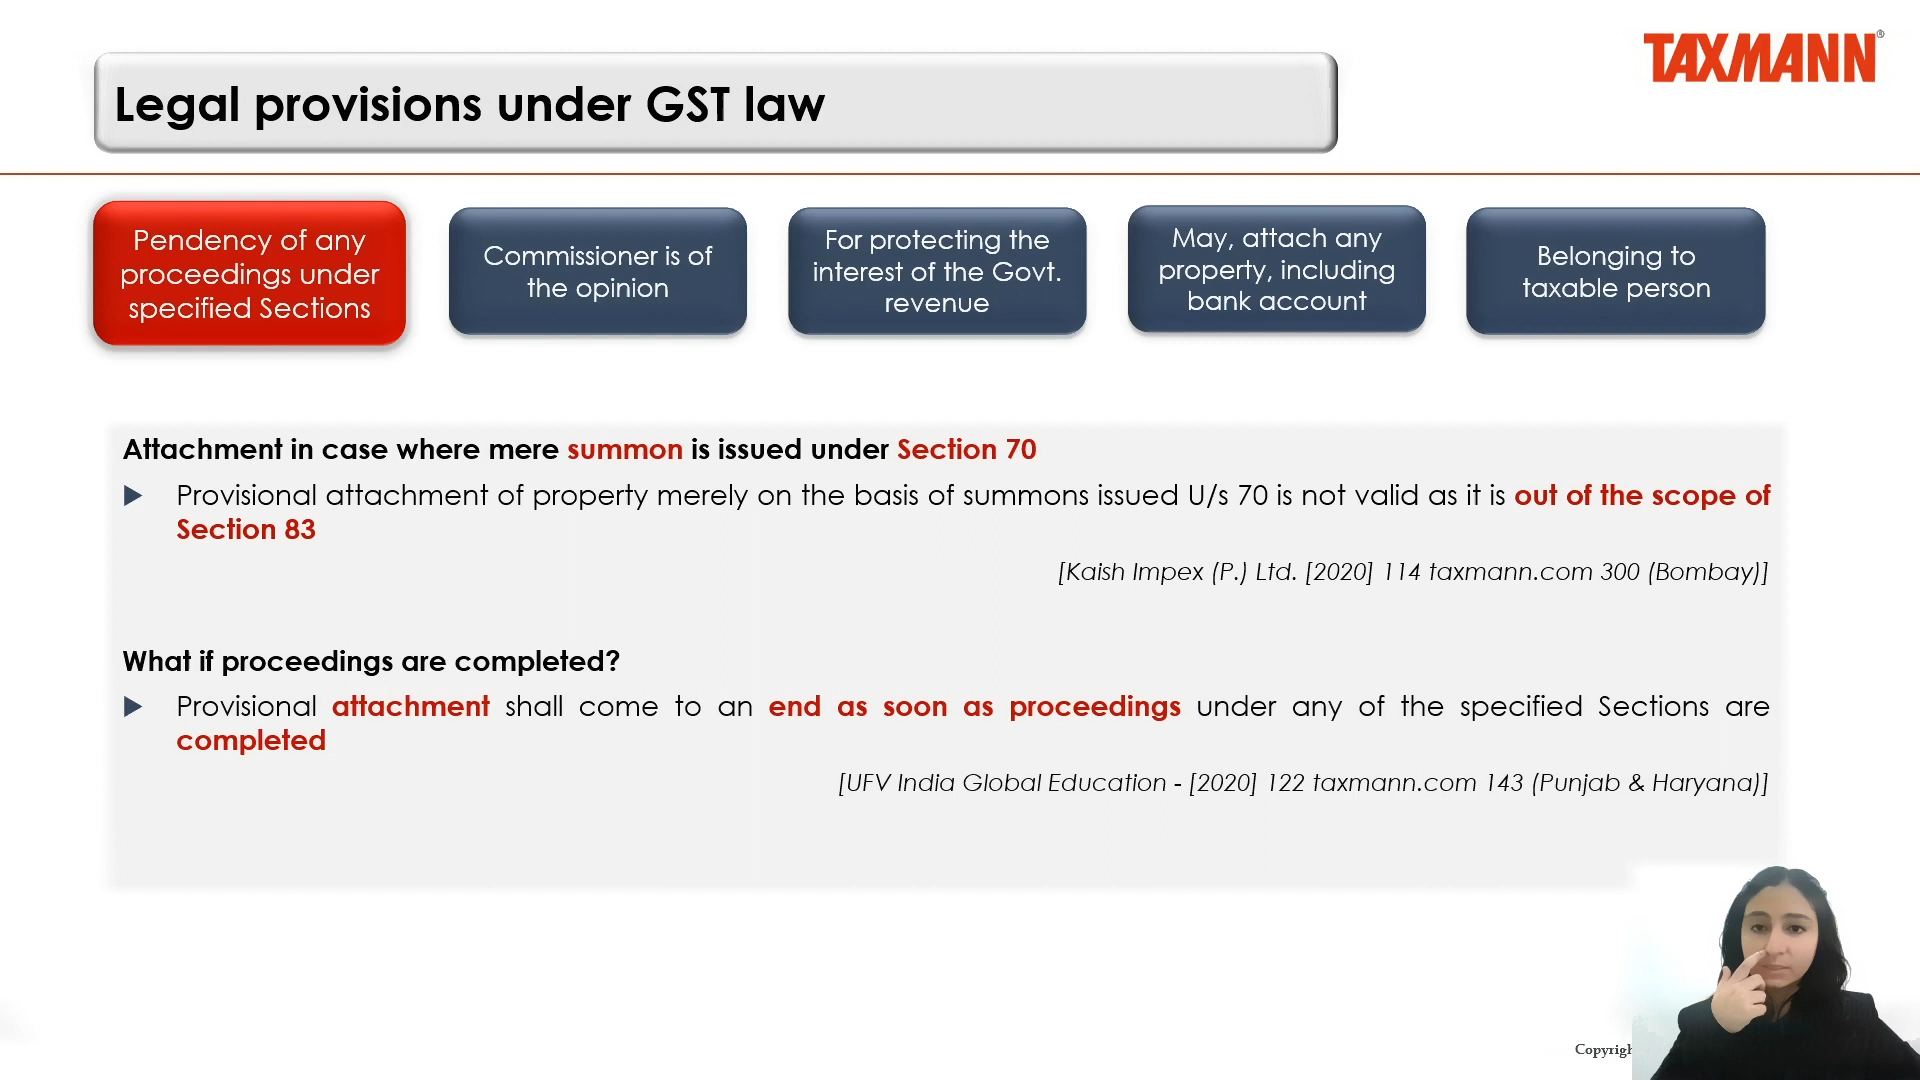 TAXMANN®
Legal provisions under GST law
Pendency of any
proceedings under
specified Sections
Commissioner is of
the opinion
For protecting the
interest of the Govt.
revenue
May, attach any
property, including
bank account
Belonging to
taxable person
Attachment in case where mere summon is issued under Section 70
▶ Provisional attachment of property merely on the basis of summons issued U/s 70 is not valid as it is out of the scope of
Section 83
[Kaish Impex (P.) Ltd. [2020] 114 taxmann.com 300 (Bombay)]
What if proceedings are completed?
▶ Provisional attachment shall come to an end as soon as proceedings under any of the specified Sections are
completed
[UFV India Global Education - [2020] 122 taxmann.com 143 (Punjab & Haryana)]